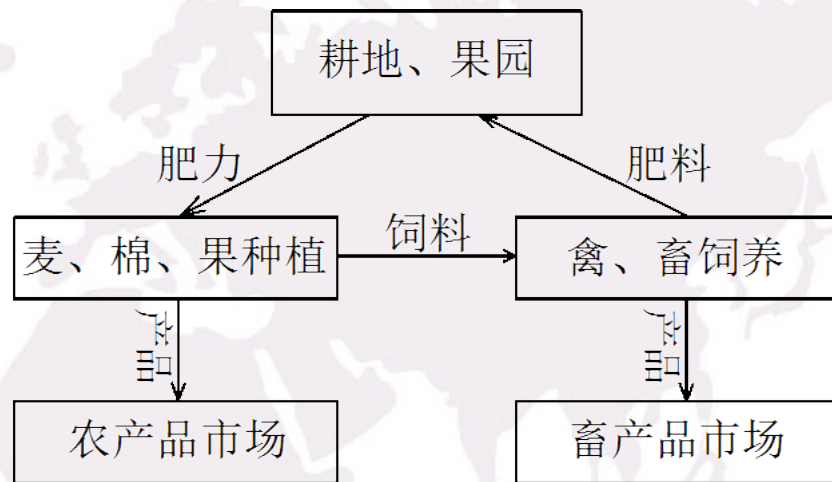 耕地、果园
肥力
肥料
麦、棉、果种植
饲料
禽、畜饲养
产品
产品
农产品市场
畜产品市场